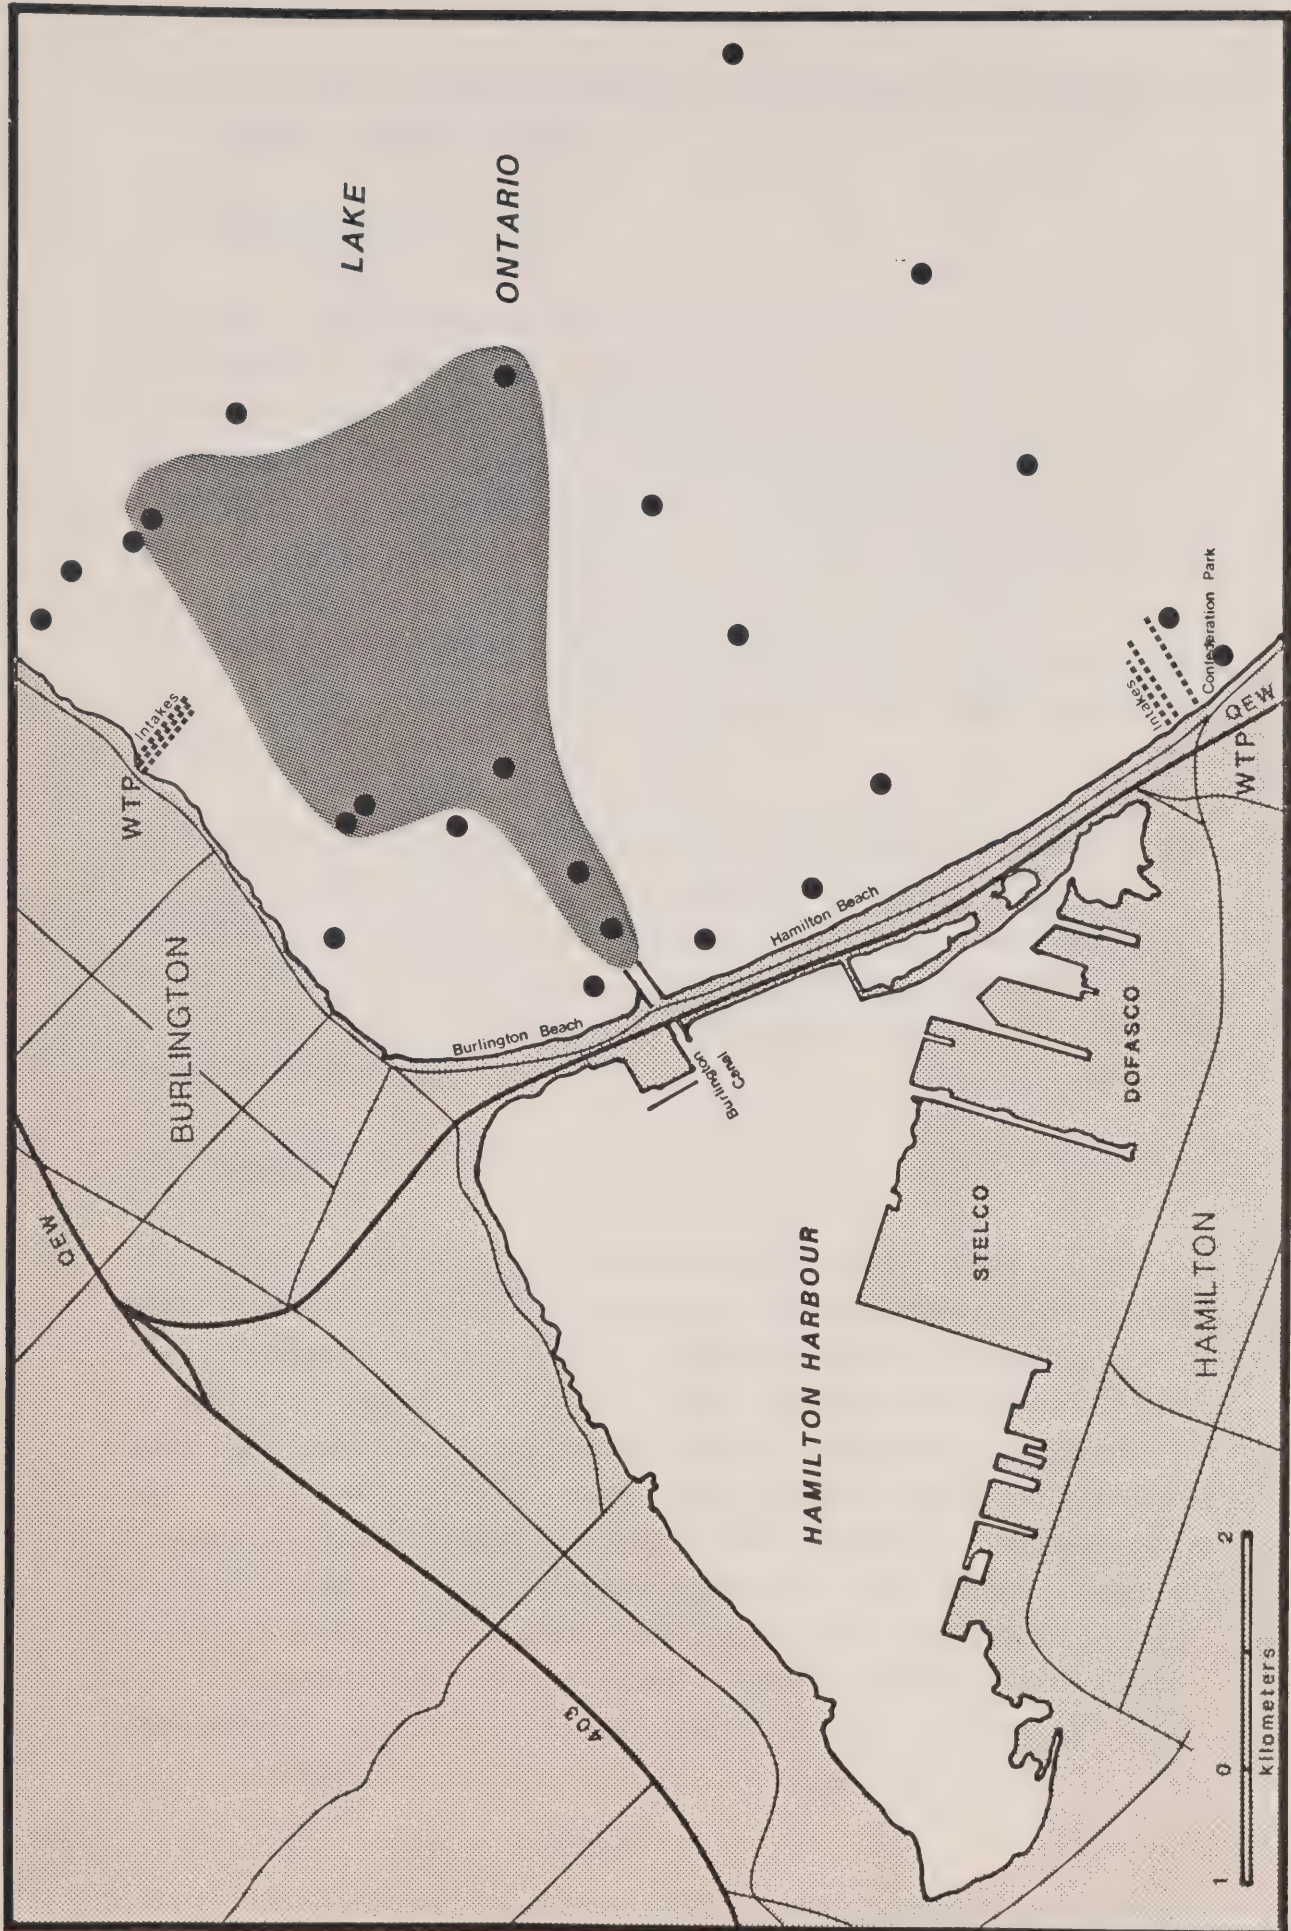 LAKE
ONTARIO
Intakes
WTP
BURLINGTON
QEW
Burlington Beach
Burlington
Canal
Hamilton Beach
Intakes
Confederation Park
QEW
WTP
DOFASCO
STELCO
HAMILTON
HAMILTON HARBOUR
403
1 0 2
kilometers